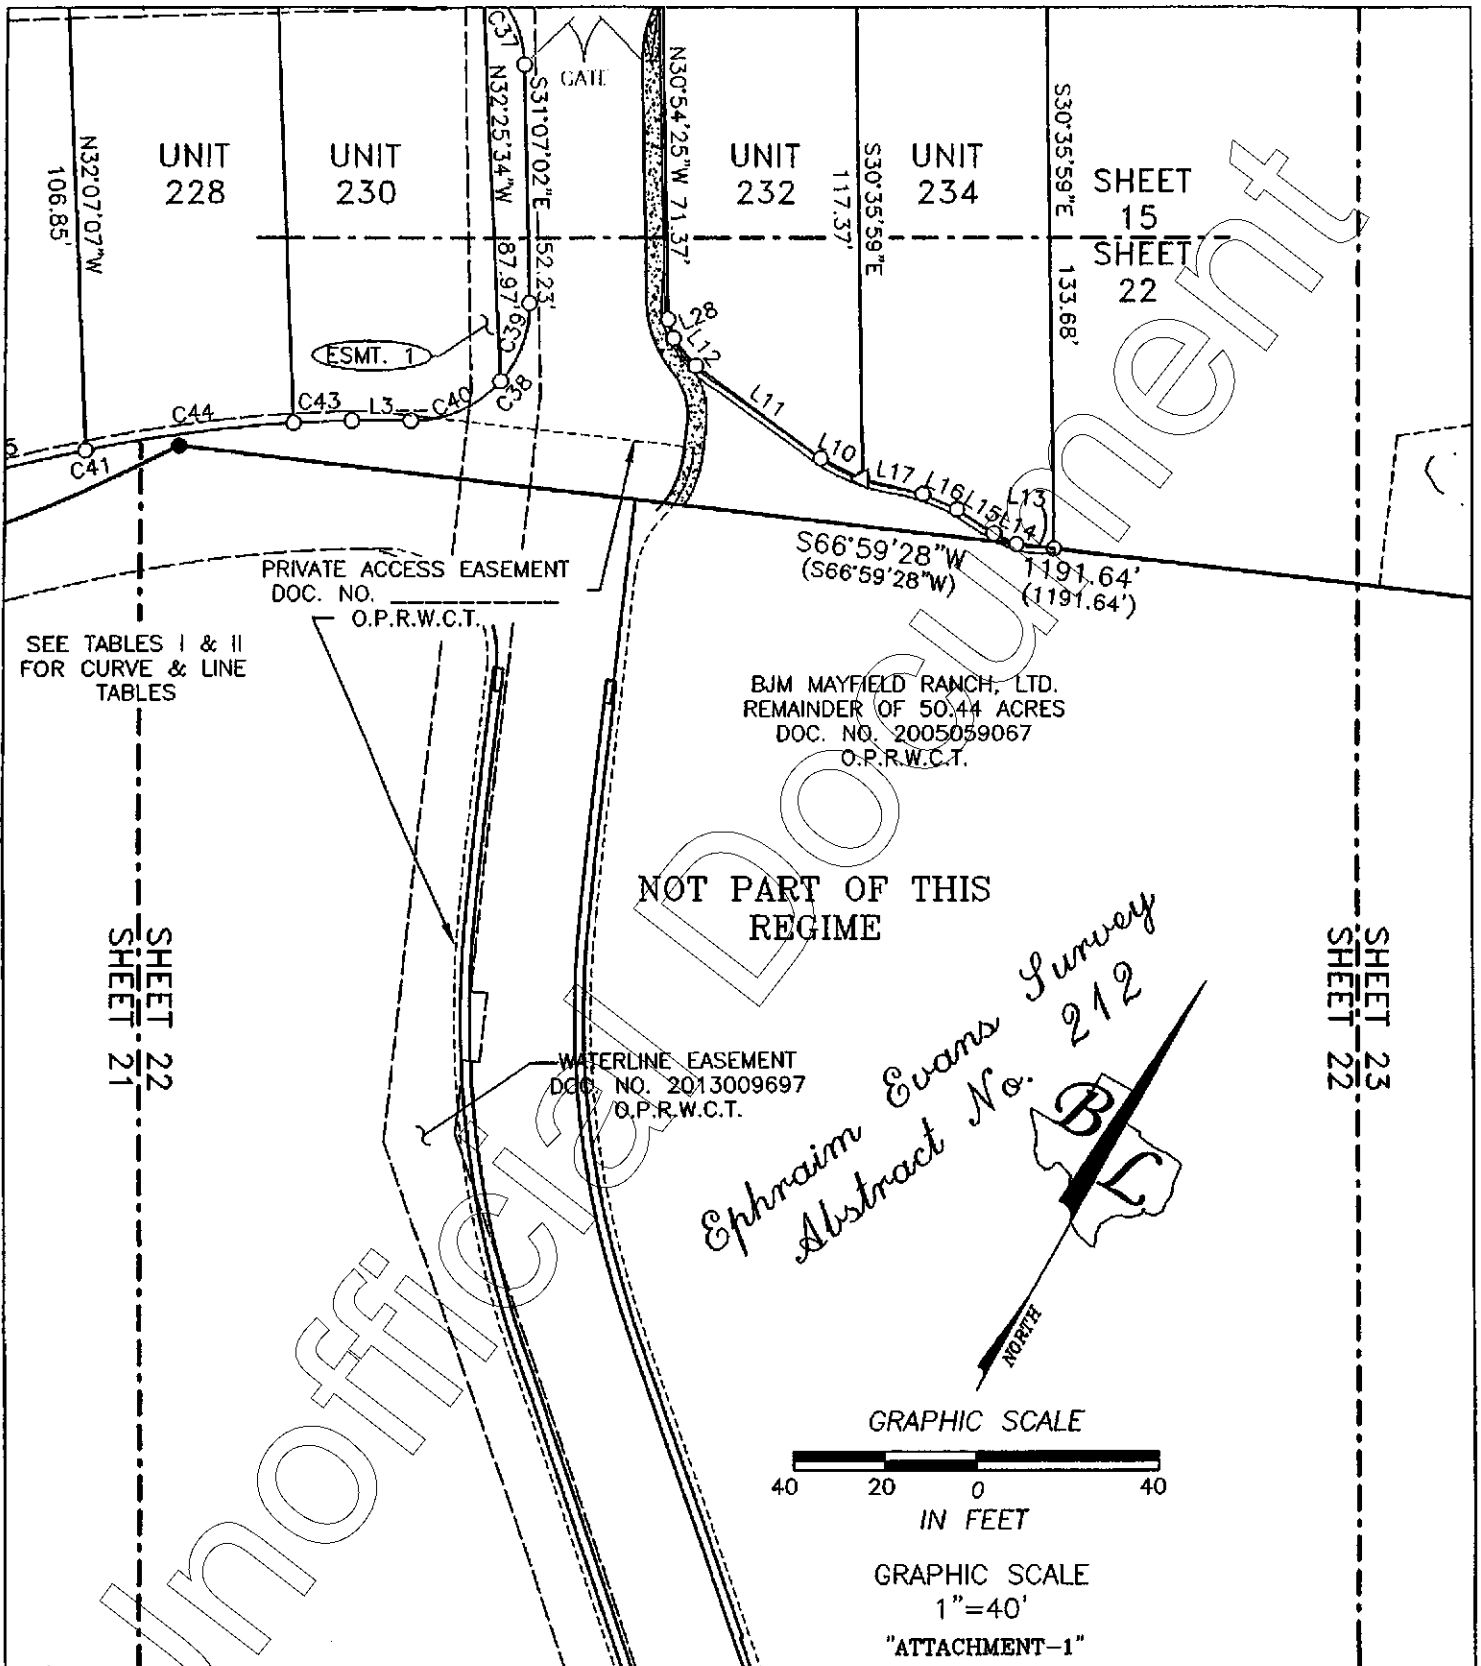 C37
GATE
N32°07'07"W
106.85'
UNIT
228
UNIT
230
N32°25'34"W 87.97'
S31°07'02"E 52.23'
N30°54'25"W 71.37'
UNIT
232
S30°35'59"E
117.37'
UNIT
234
S30°35'59"E
133.68'
SHEET
15
SHEET
22
ESMT. 1
C39
C38
L28
L12
L11
L10
L17
L16
L15
L14
L13
C44
C43
L3
C40
C41
5
S66°59'28"W
(S66°59'28"W)
1191.64'
(1191.64')
PRIVATE ACCESS EASEMENT
DOC. NO. ____________
O.P.R.W.C.T.
SEE TABLES I & II
FOR CURVE & LINE
TABLES
BJM MAYFIELD RANCH, LTD.
REMAINDER OF 50.44 ACRES
DOC. NO. 2005059067
O.P.R.W.C.T.
NOT PART OF THIS
REGIME
SHEET 22
SHEET 21
SHEET 23
SHEET 22
WATERLINE EASEMENT
DOC. NO. 2013009697
O.P.R.W.C.T.
Ephraim Evans Survey
Abstract No. 212
B
L
NORTH
GRAPHIC SCALE
40 20 0 40
IN FEET
GRAPHIC SCALE
1"=40'
"ATTACHMENT-1"
Unofficial Document